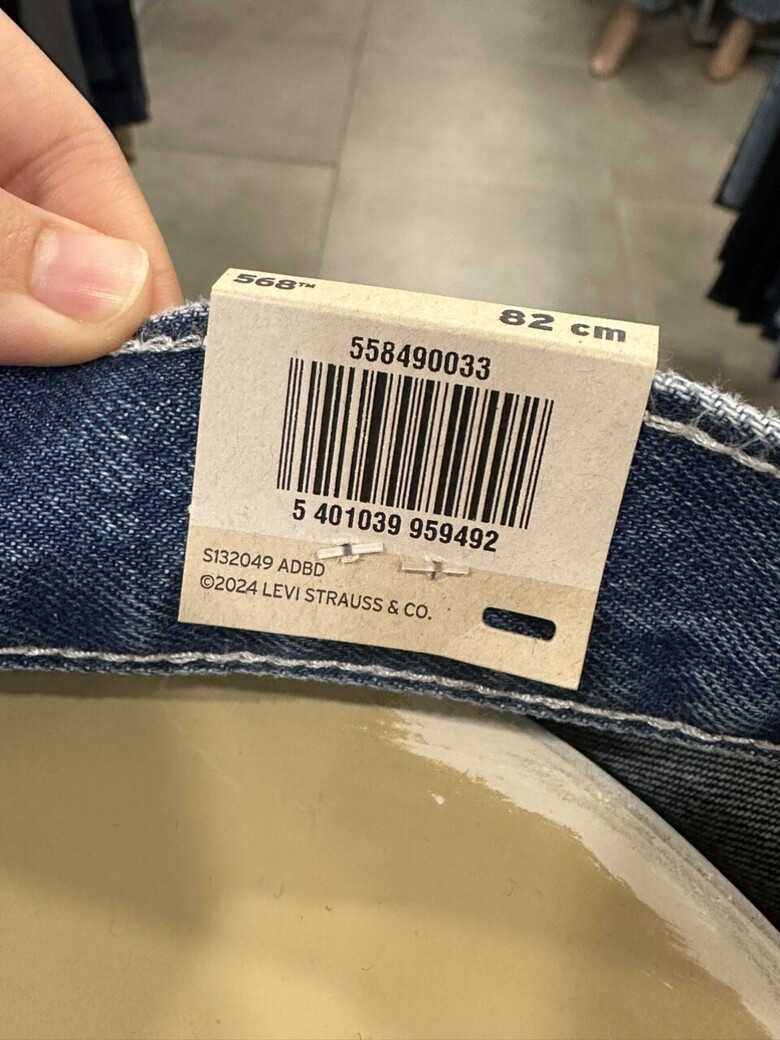 568™
82 cm
558490033
5 401039 959492
S132049 ADBD
©2024 LEVI STRAUSS & CO.